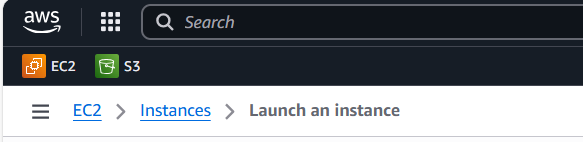 aws Search
EC2 S3
EC2 > Instances > Launch an instance